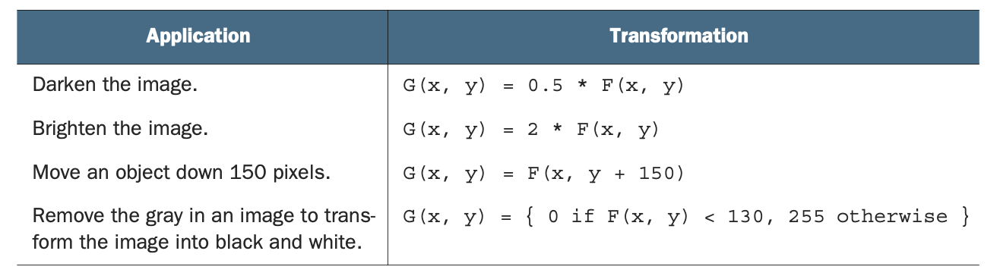 Application Transformation
Darken the image. G(x, y) = 0.5 * F(x, y)
Brighten the image. G(x, y) = 2 * F(x, y)
Move an object down 150 pixels. G(x, y) = F(x, y + 150)
Remove the gray in an image to trans- G(x, y) = { 0 if F(x, y) < 130, 255 otherwise }
form the image into black and white.